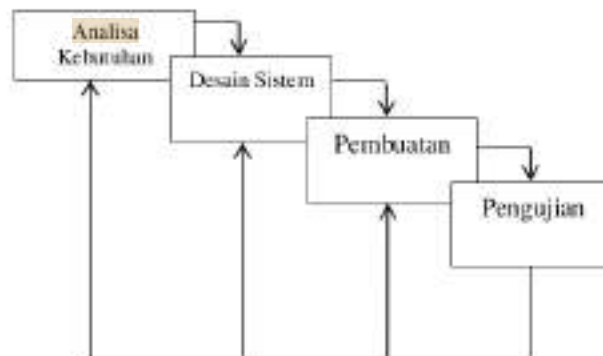 Analisa
Kebutuhan
Desain Sistem
Pembuatan
Pengujian